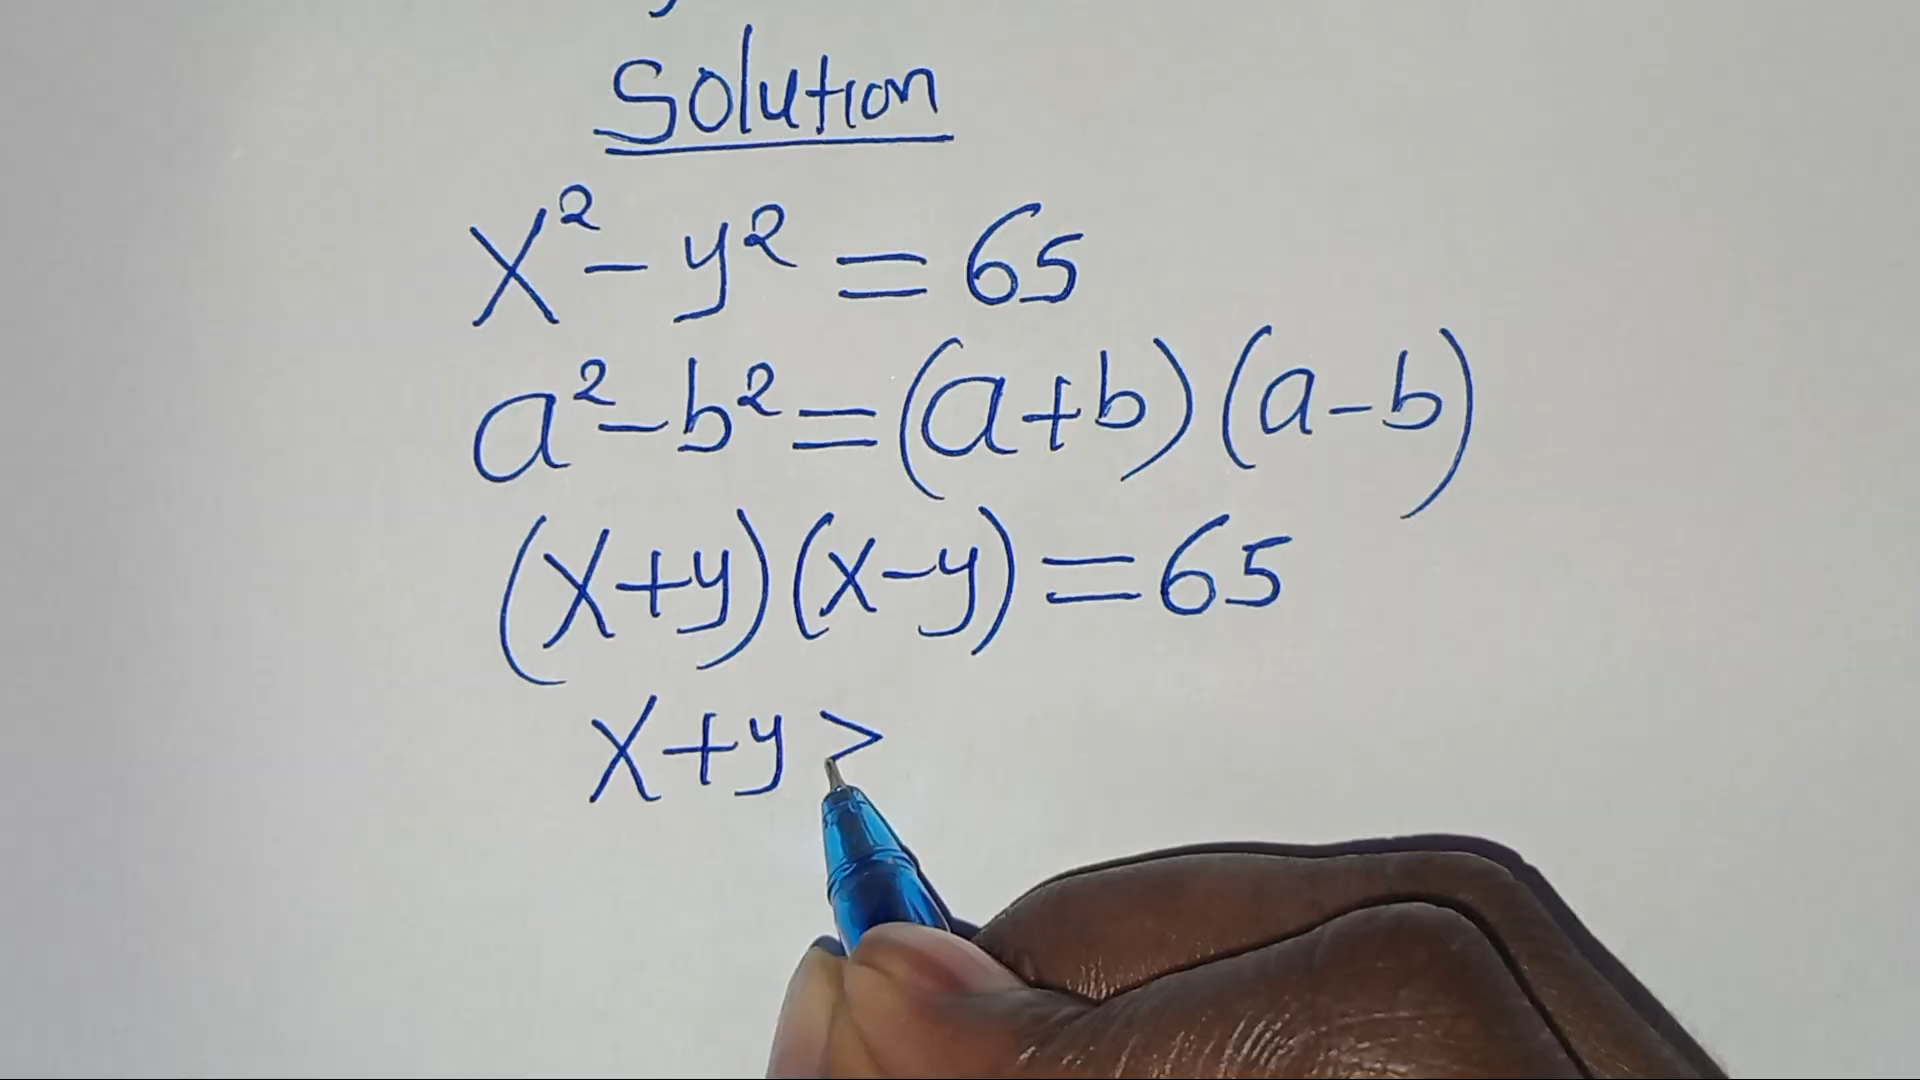 Solution
x² - y² = 65
a² - b² = (a+b)(a-b)
(x+y)(x-y) = 65
x+y >